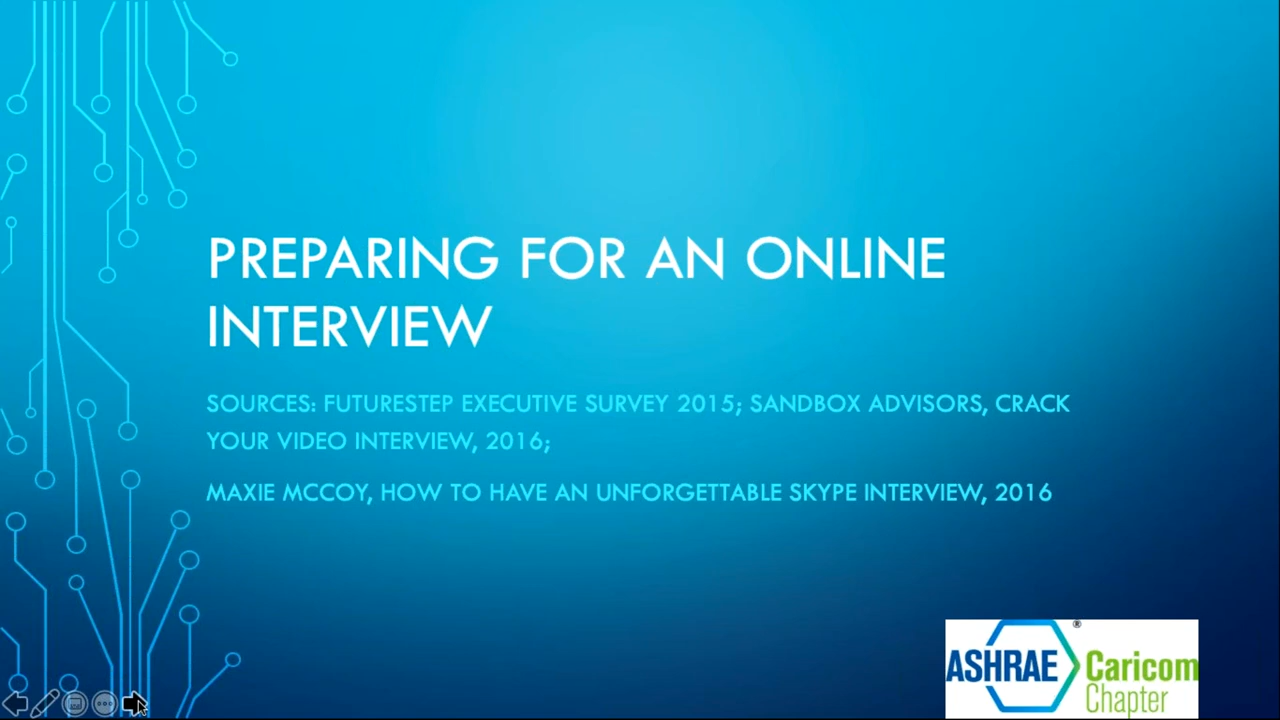 PREPARING FOR AN ONLINE
INTERVIEW
SOURCES: FUTURESTEP EXECUTIVE SURVEY 2015; SANDBOX ADVISORS, CRACK
YOUR VIDEO INTERVIEW, 2016;
MAXIE MCCOY, HOW TO HAVE AN UNFORGETTABLE SKYPE INTERVIEW, 2016
ASHRAE® Caricom
Chapter